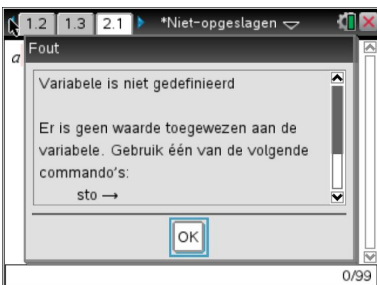 1.2 1.3 2.1 *Niet-opgeslagen
Fout
a
Variabele is niet gedefinieerd
Er is geen waarde toegewezen aan de
variabele. Gebruik één van de volgende
commando's:
sto →
OK
0/99